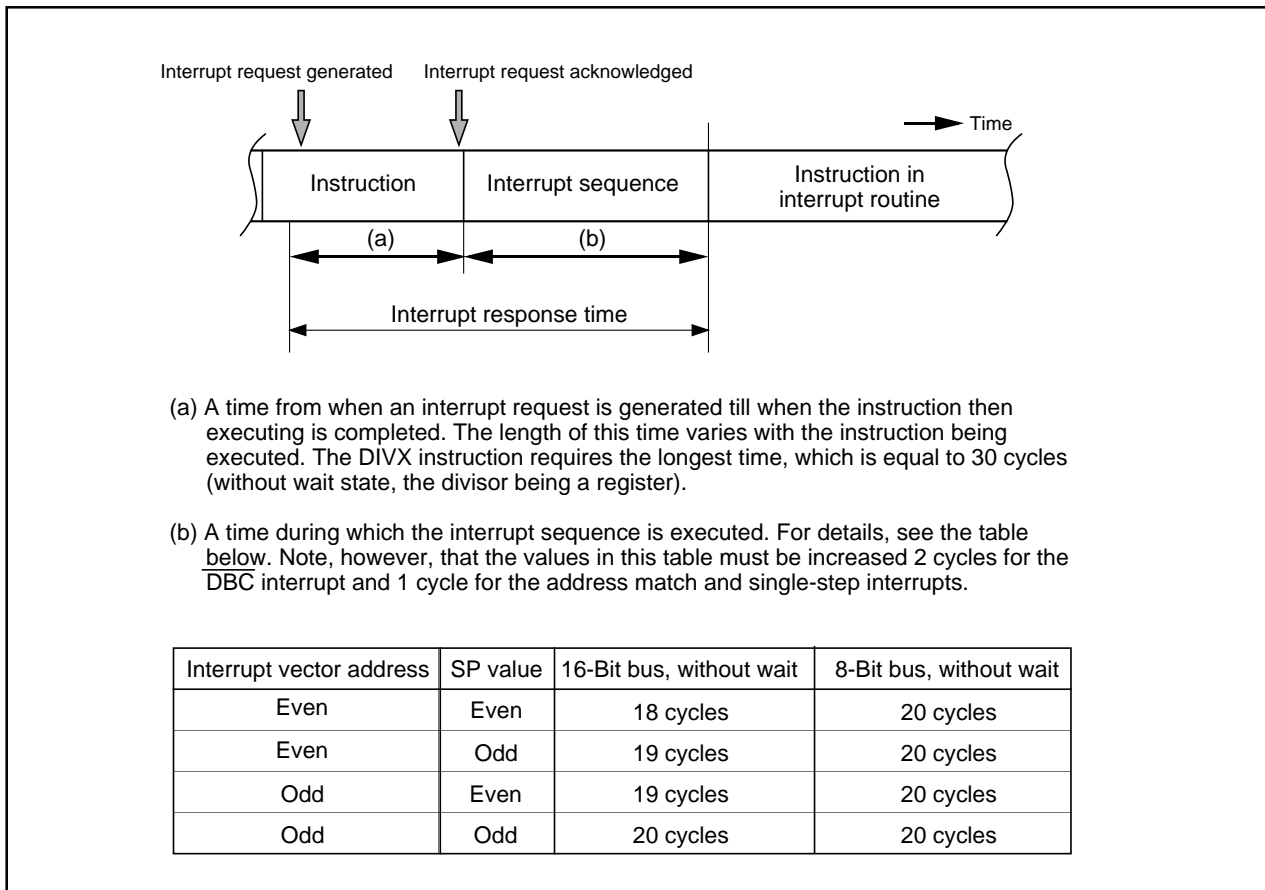 Interrupt request generated
Interrupt request acknowledged
Time
Instruction
Interrupt sequence
Instruction in
interrupt routine
(a)
(b)
Interrupt response time
(a) A time from when an interrupt request is generated till when the instruction then
executing is completed. The length of this time varies with the instruction being
executed. The DIVX instruction requires the longest time, which is equal to 30 cycles
(without wait state, the divisor being a register).
(b) A time during which the interrupt sequence is executed. For details, see the table
below. Note, however, that the values in this table must be increased 2 cycles for the
DBC interrupt and 1 cycle for the address match and single-step interrupts.
Interrupt vector address SP value 16-Bit bus, without wait 8-Bit bus, without wait
Even Even 18 cycles 20 cycles
Even Odd 19 cycles 20 cycles
Odd Even 19 cycles 20 cycles
Odd Odd 20 cycles 20 cycles